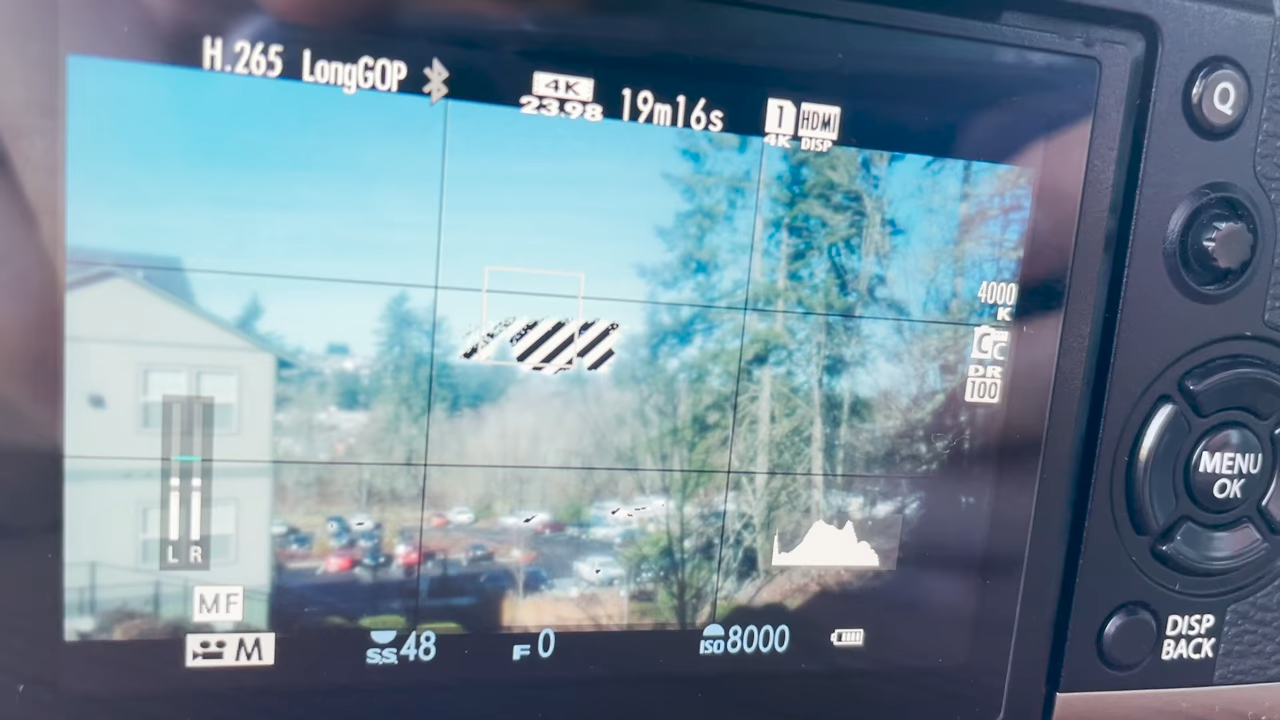 H.265 LongGOP
4K
23.98
19m16s
1
4K
HDMI
DISP
Q
4000
K
C
C
DR
100
MENU
OK
L R
MF
M
S.S. 48
F 0
ISO 8000
DISP
BACK